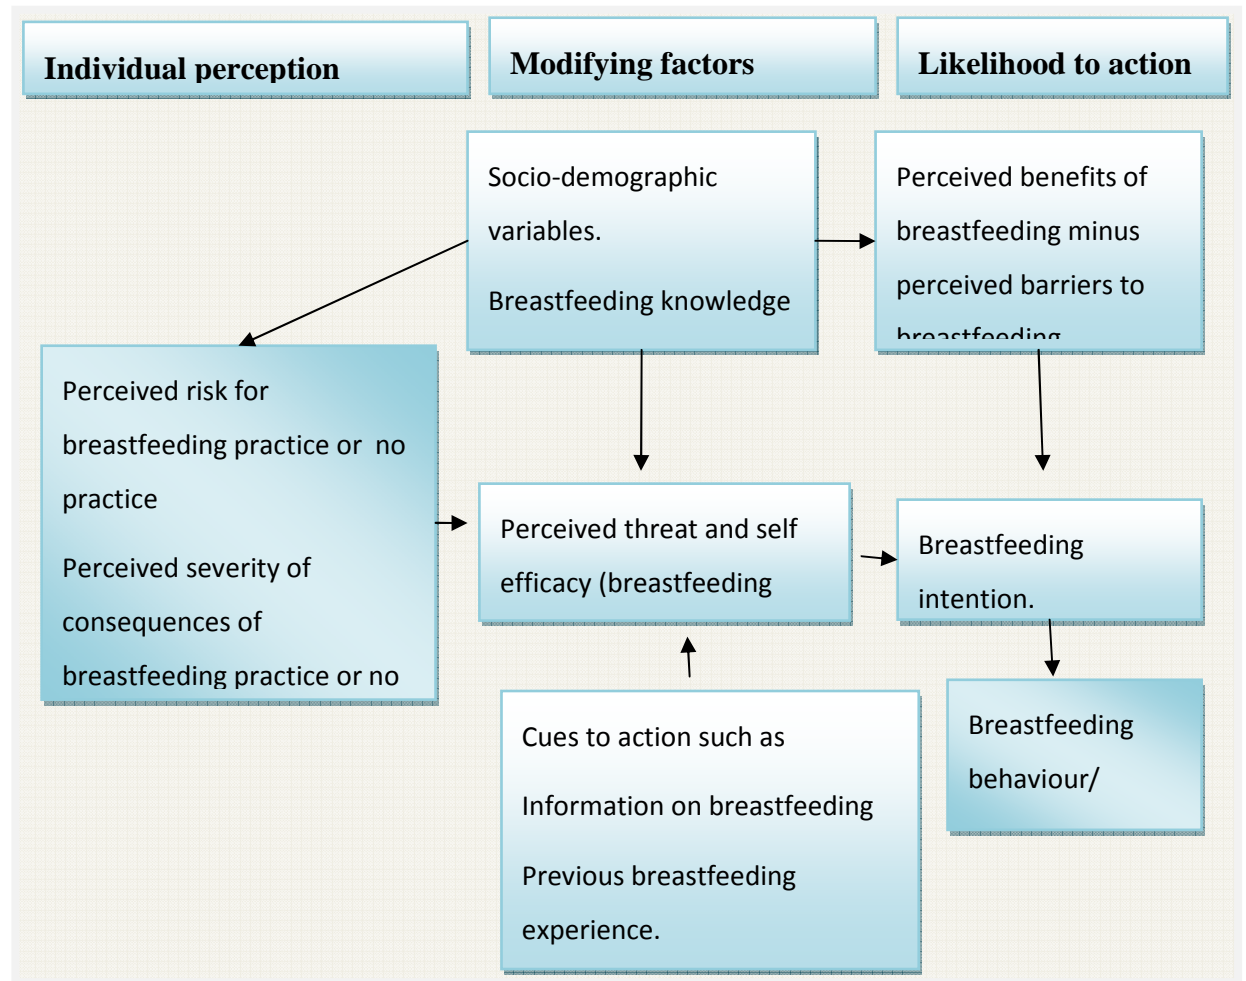 Individual perception
Modifying factors
Likelihood to action
Socio-demographic
variables.
Breastfeeding knowledge
Perceived benefits of
breastfeeding minus
perceived barriers to
breastfeeding
Perceived risk for
breastfeeding practice or no
practice
Perceived severity of
consequences of
breastfeeding practice or no
Perceived threat and self
efficacy (breastfeeding
Breastfeeding
intention.
Cues to action such as
Information on breastfeeding
Previous breastfeeding
experience.
Breastfeeding
behaviour/